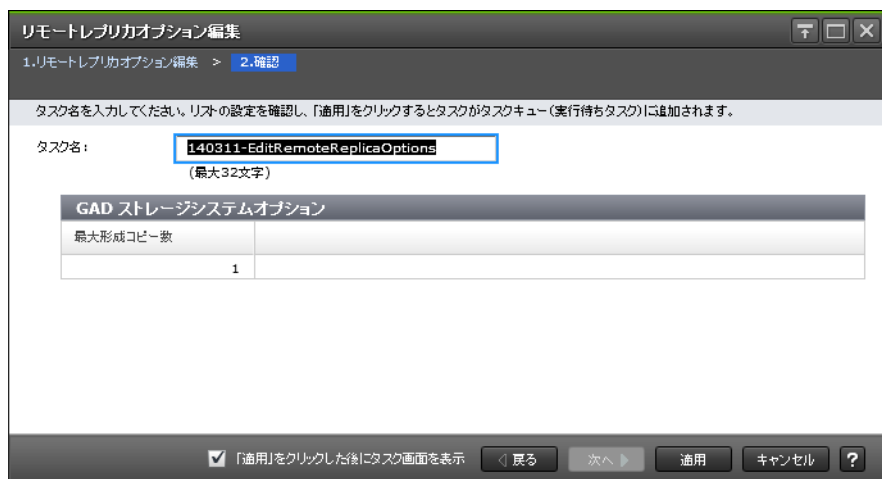 リモートレプリカオプション編集
1.リモートレプリカオプション編集 > 2.確認
タスク名を入力してください。リストの設定を確認し、「適用」をクリックするとタスクがタスクキュー(実行待ちタスク)に追加されます。
タスク名: 140311-EditRemoteReplicaOptions
(最大32文字)
GAD ストレージシステムオプション
最大形成コピー数
1
「適用」をクリックした後にタスク画面を表示 戻る 次へ 適用 キャンセル ?